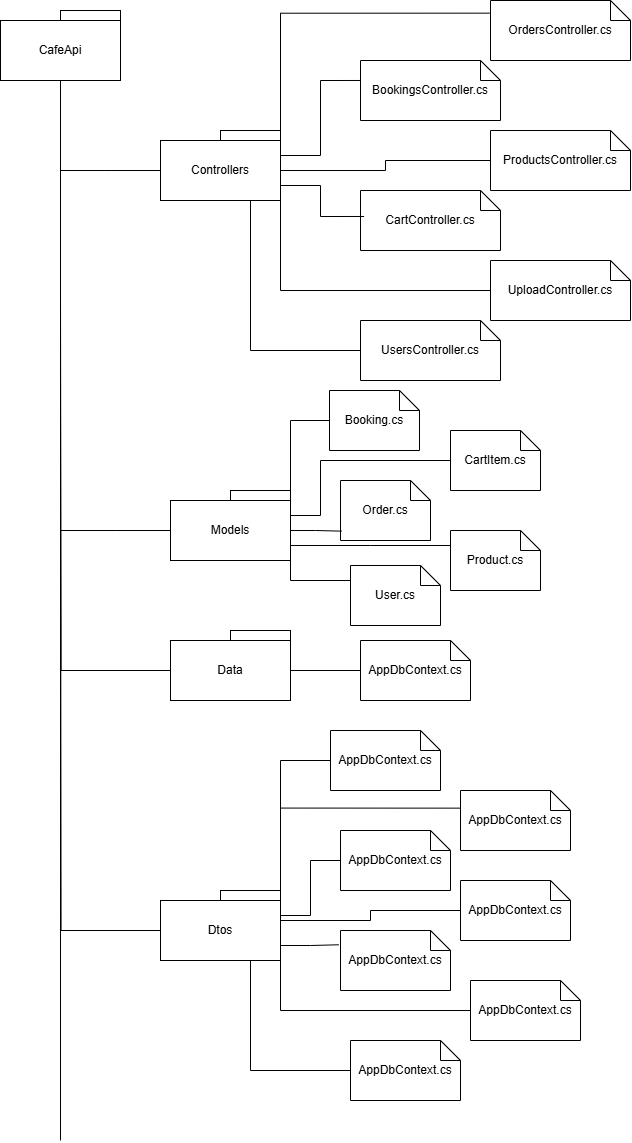 CafeApi
OrdersController.cs
BookingsController.cs
Controllers
ProductsController.cs
CartController.cs
UploadController.cs
UsersController.cs
Booking.cs
CartItem.cs
Order.cs
Models
Product.cs
User.cs
Data
AppDbContext.cs
AppDbContext.cs
AppDbContext.cs
AppDbContext.cs
AppDbContext.cs
Dtos
AppDbContext.cs
AppDbContext.cs
AppDbContext.cs